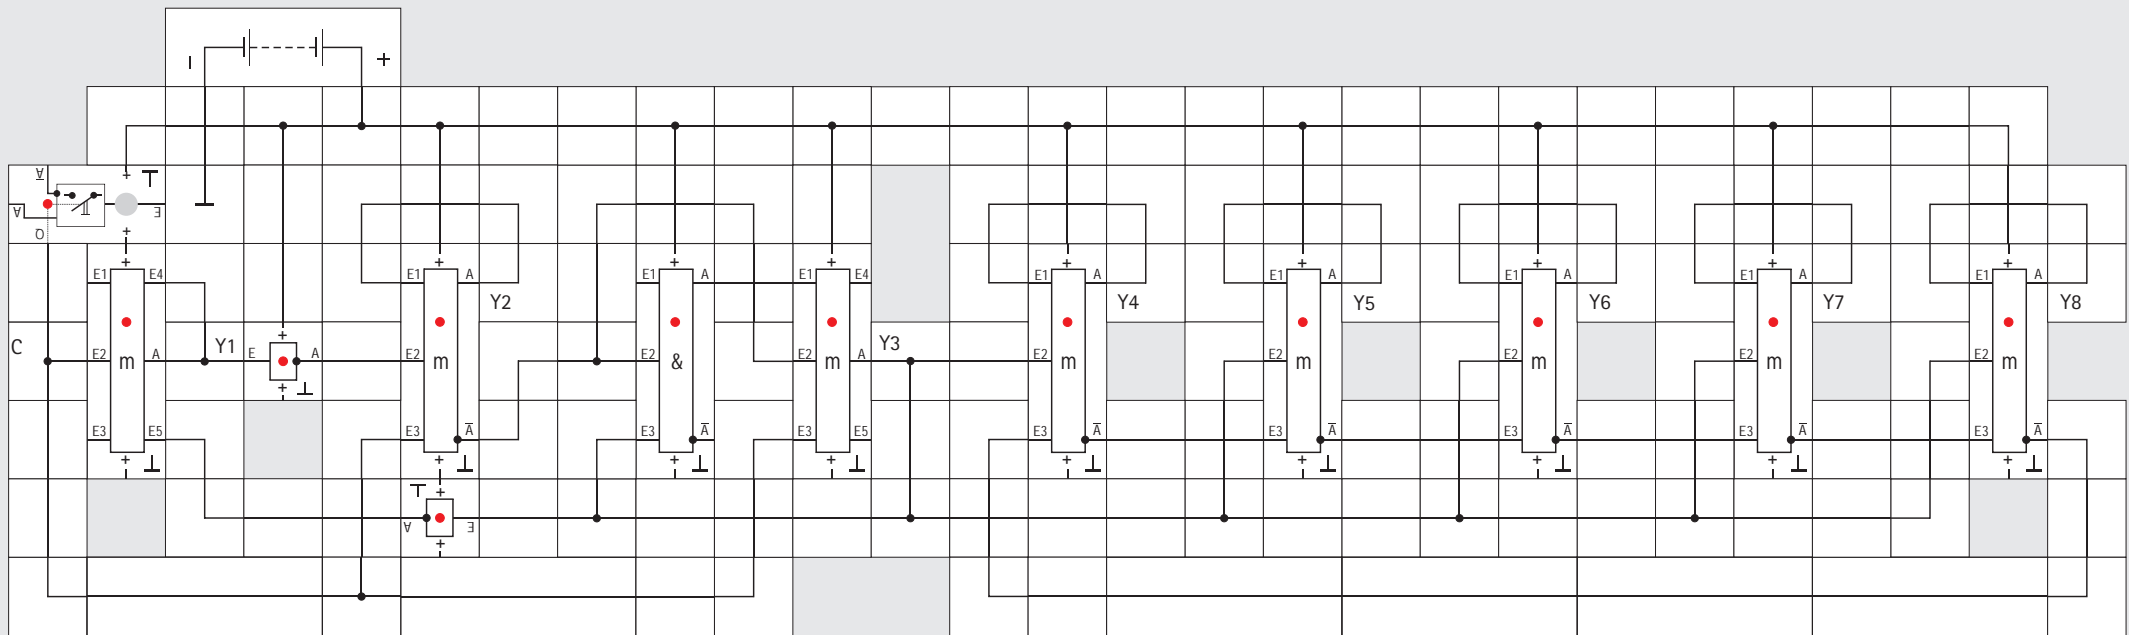 − +
A̅ + ⊥
A E
Q +
+ + + + + + + + +
E1 E4 E1 A E1 A E1 E4 E1 A E1 A E1 A E1 A E1 A
Y2 Y4 Y5 Y6 Y7 Y8
C Y1 + Y3
E2 m A E A E2 m E2 & E2 m A E2 m E2 m E2 m E2 m E2 m
+ ⊥
E3 E5 E3 A̅ E3 A̅ E3 E5 E3 A̅ E3 A̅ E3 A̅ E3 A̅ E3 A̅
+ ⊥ + ⊥ + ⊥ + ⊥ + ⊥ + ⊥ + ⊥ + ⊥ + ⊥
⊥ +
A E
+